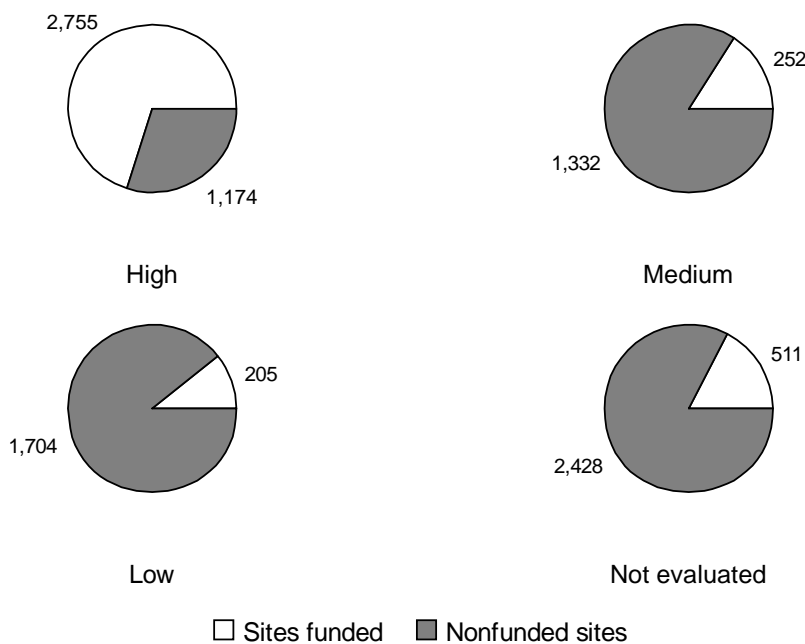 2,755
1,174
High
252
1,332
Medium
205
1,704
Low
511
2,428
Not evaluated
Sites funded
Nonfunded sites